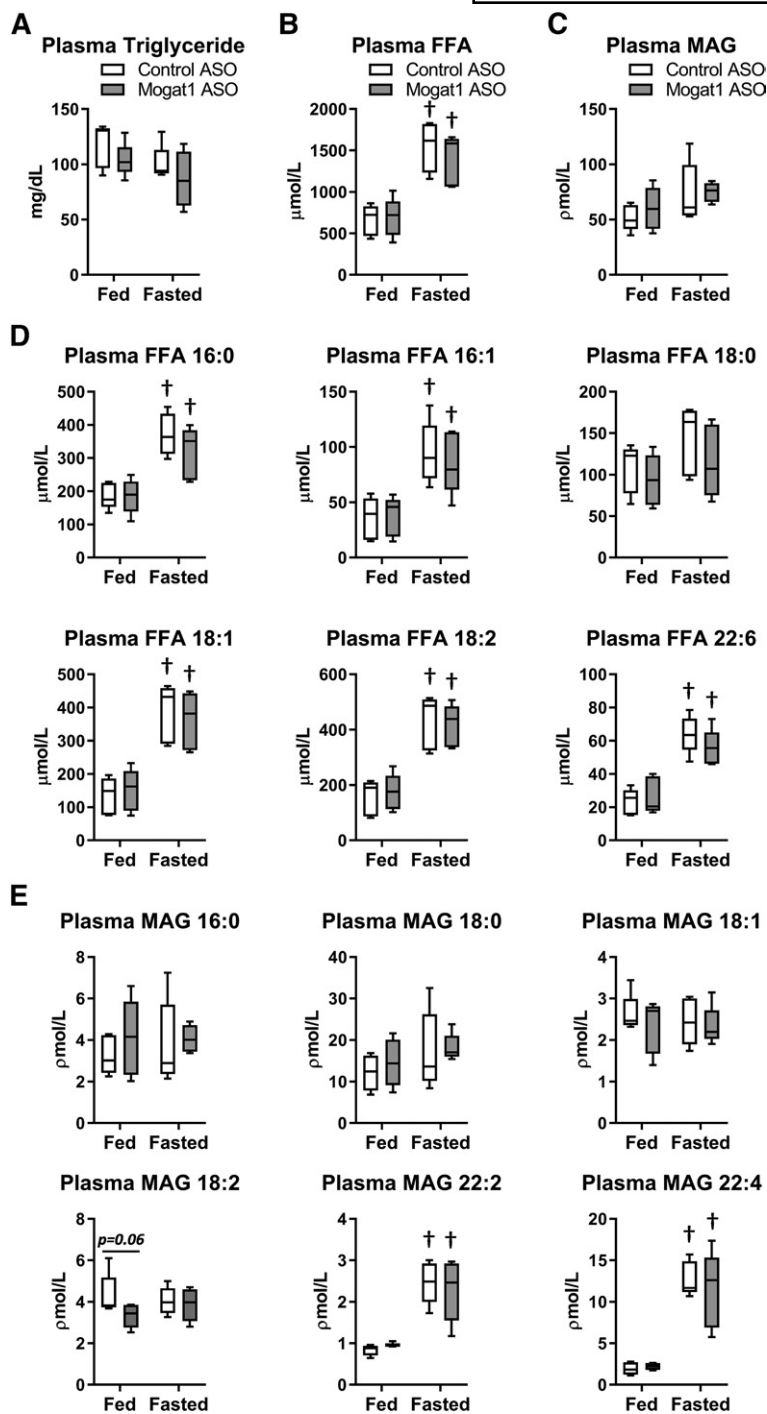 A
Plasma Triglyceride
Control ASO
Mogat1 ASO
mg/dL
150
100
50
0
Fed Fasted
B
Plasma FFA
Control ASO
Mogat1 ASO
µmol/L
2000
1500
1000
500
0
† †
Fed Fasted
C
Plasma MAG
Control ASO
Mogat1 ASO
ρmol/L
150
100
50
0
Fed Fasted
D
Plasma FFA 16:0
µmol/L
500
400
300
200
100
0
† †
Fed Fasted
Plasma FFA 16:1
µmol/L
150
100
50
0
† †
Fed Fasted
Plasma FFA 18:0
µmol/L
200
150
100
50
0
Fed Fasted
Plasma FFA 18:1
µmol/L
500
400
300
200
100
0
† †
Fed Fasted
Plasma FFA 18:2
µmol/L
600
400
200
0
† †
Fed Fasted
Plasma FFA 22:6
µmol/L
100
80
60
40
20
0
† †
Fed Fasted
E
Plasma MAG 16:0
ρmol/L
8
6
4
2
0
Fed Fasted
Plasma MAG 18:0
ρmol/L
40
30
20
10
0
Fed Fasted
Plasma MAG 18:1
ρmol/L
4
3
2
1
0
Fed Fasted
Plasma MAG 18:2
ρmol/L
8
6
4
2
0
p=0.06
Fed Fasted
Plasma MAG 22:2
ρmol/L
4
3
2
1
0
† †
Fed Fasted
Plasma MAG 22:4
ρmol/L
20
15
10
5
0
† †
Fed Fasted